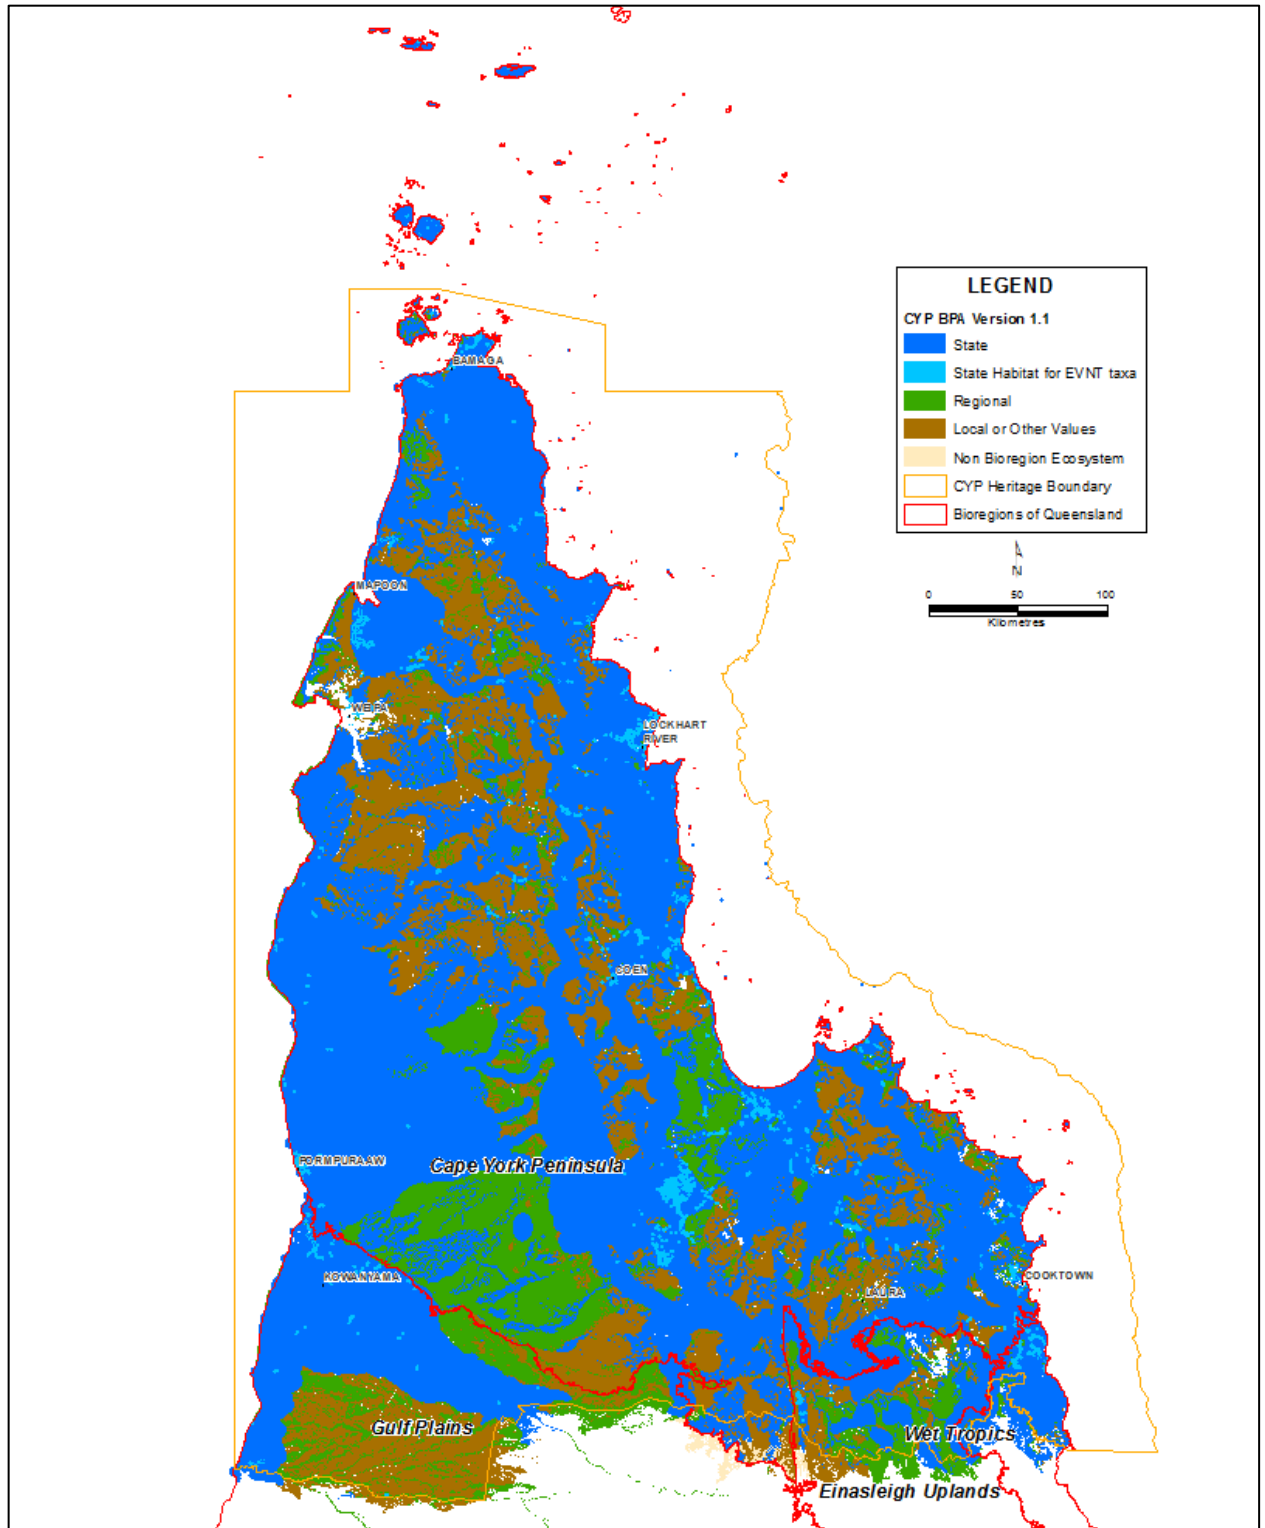 LEGEND
CYP BPA Version 1.1
State
State Habitat for EVNT taxa
Regional
Local or Other Values
Non Bioregion Ecosystem
CYP Heritage Boundary
Bioregions of Queensland
N
0 50 100
Kilometres
BAMAGA
MAPOON
WEIPA
LOCKHART
RIVER
COEN
PORMPURAAW
Cape York Peninsula
KOWANYAMA
COOKTOWN
LAURA
Gulf Plains
Wet Tropics
Einasleigh Uplands